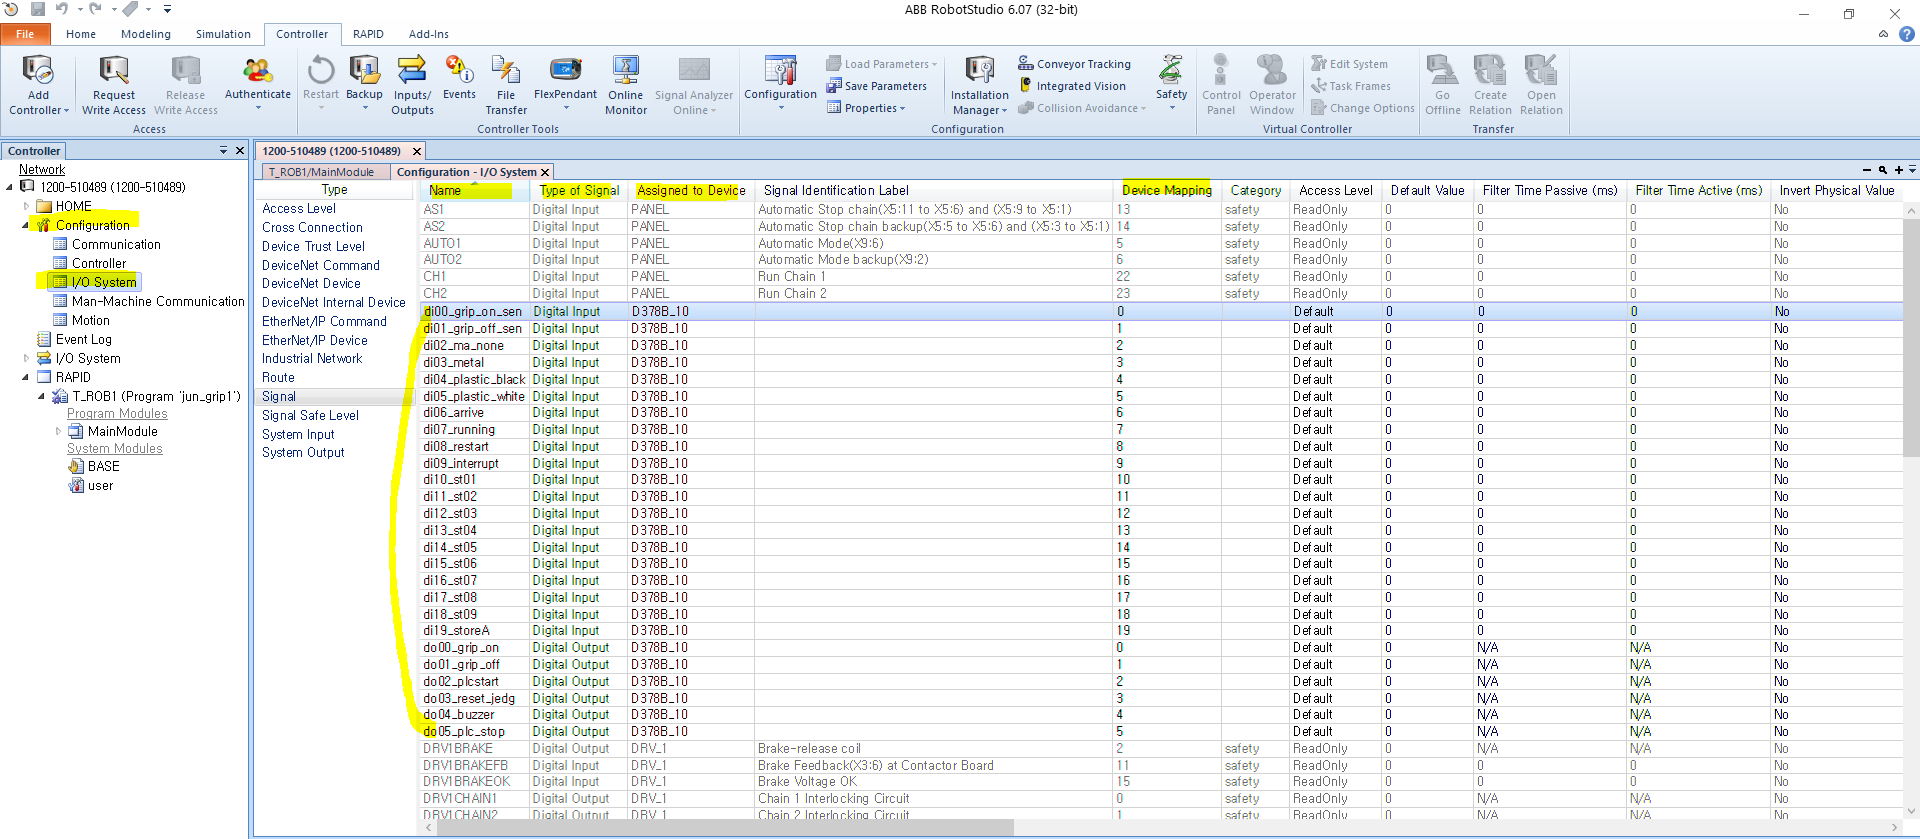 ABB RobotStudio 6.07 (32-bit)
File Home Modeling Simulation Controller RAPID Add-Ins
Add Controller Request Write Access Release Write Access Authenticate Restart Backup Inputs/ Outputs Events File Transfer FlexPendant Online Monitor Signal Analyzer Online Configuration Load Parameters Save Parameters Properties Installation Manager Conveyor Tracking Integrated Vision Collision Avoidance Safety Control Panel Operator Window Edit System Task Frames Change Options Go Offline Create Relation Open Relation
Access Controller Tools Configuration Virtual Controller Transfer
Controller
Network
1200-510489 (1200-510489)
HOME
Configuration
Communication
Controller
I/O System
Man-Machine Communication
Motion
Event Log
I/O System
RAPID
T_ROB1 (Program 'jun_grip1')
Program Modules
MainModule
System Modules
BASE
user
1200-510489 (1200-510489)
T_ROB1/MainModule Configuration - I/O System
Type
Access Level
Cross Connection
Device Trust Level
DeviceNet Command
DeviceNet Device
DeviceNet Internal Device
EtherNet/IP Command
EtherNet/IP Device
Industrial Network
Route
Signal
Signal Safe Level
System Input
System Output
Name Type of Signal Assigned to Device Signal Identification Label Device Mapping Category Access Level Default Value Filter Time Passive (ms) Filter Time Active (ms) Invert Physical Value
AS1 Digital Input PANEL Automatic Stop chain(X5:11 to X5:6) and (X5:9 to X5:1) 13 safety ReadOnly 0 0 0 No
AS2 Digital Input PANEL Automatic Stop chain backup(X5:5 to X5:6) and (X5:3 to X5:1) 14 safety ReadOnly 0 0 0 No
AUTO1 Digital Input PANEL Automatic Mode(X9:6) 5 safety ReadOnly 0 0 0 No
AUTO2 Digital Input PANEL Automatic Mode backup(X9:2) 6 safety ReadOnly 0 0 0 No
CH1 Digital Input PANEL Run Chain 1 22 safety ReadOnly 0 0 0 No
CH2 Digital Input PANEL Run Chain 2 23 safety ReadOnly 0 0 0 No
di00_grip_on_sen Digital Input D378B_10 0 Default 0 0 0 No
di01_grip_off_sen Digital Input D378B_10 1 Default 0 0 0 No
di02_ma_none Digital Input D378B_10 2 Default 0 0 0 No
di03_metal Digital Input D378B_10 3 Default 0 0 0 No
di04_plastic_black Digital Input D378B_10 4 Default 0 0 0 No
di05_plastic_white Digital Input D378B_10 5 Default 0 0 0 No
di06_arrive Digital Input D378B_10 6 Default 0 0 0 No
di07_running Digital Input D378B_10 7 Default 0 0 0 No
di08_restart Digital Input D378B_10 8 Default 0 0 0 No
di09_interrupt Digital Input D378B_10 9 Default 0 0 0 No
di10_st01 Digital Input D378B_10 10 Default 0 0 0 No
di11_st02 Digital Input D378B_10 11 Default 0 0 0 No
di12_st03 Digital Input D378B_10 12 Default 0 0 0 No
di13_st04 Digital Input D378B_10 13 Default 0 0 0 No
di14_st05 Digital Input D378B_10 14 Default 0 0 0 No
di15_st06 Digital Input D378B_10 15 Default 0 0 0 No
di16_st07 Digital Input D378B_10 16 Default 0 0 0 No
di17_st08 Digital Input D378B_10 17 Default 0 0 0 No
di18_st09 Digital Input D378B_10 18 Default 0 0 0 No
di19_storeA Digital Input D378B_10 19 Default 0 0 0 No
do00_grip_on Digital Output D378B_10 0 Default 0 N/A N/A No
do01_grip_off Digital Output D378B_10 1 Default 0 N/A N/A No
do02_plcstart Digital Output D378B_10 2 Default 0 N/A N/A No
do03_reset_jedg Digital Output D378B_10 3 Default 0 N/A N/A No
do04_buzzer Digital Output D378B_10 4 Default 0 N/A N/A No
do05_plc_stop Digital Output D378B_10 5 Default 0 N/A N/A No
DRV1BRAKE Digital Output DRV_1 Brake-release coil 2 safety ReadOnly 0 N/A N/A No
DRV1BRAKEFB Digital Input DRV_1 Brake Feedback(X3:6) at Contactor Board 11 safety ReadOnly 0 0 0 No
DRV1BRAKEOK Digital Input DRV_1 Brake Voltage OK 15 safety ReadOnly 0 0 0 No
DRV1CHAIN1 Digital Output DRV_1 Chain 1 Interlocking Circuit 0 safety ReadOnly 0 N/A N/A No
DRV1CHAIN2 Digital Output DRV_1 Chain 2 Interlocking Circuit 1 safety ReadOnly 0 N/A N/A No